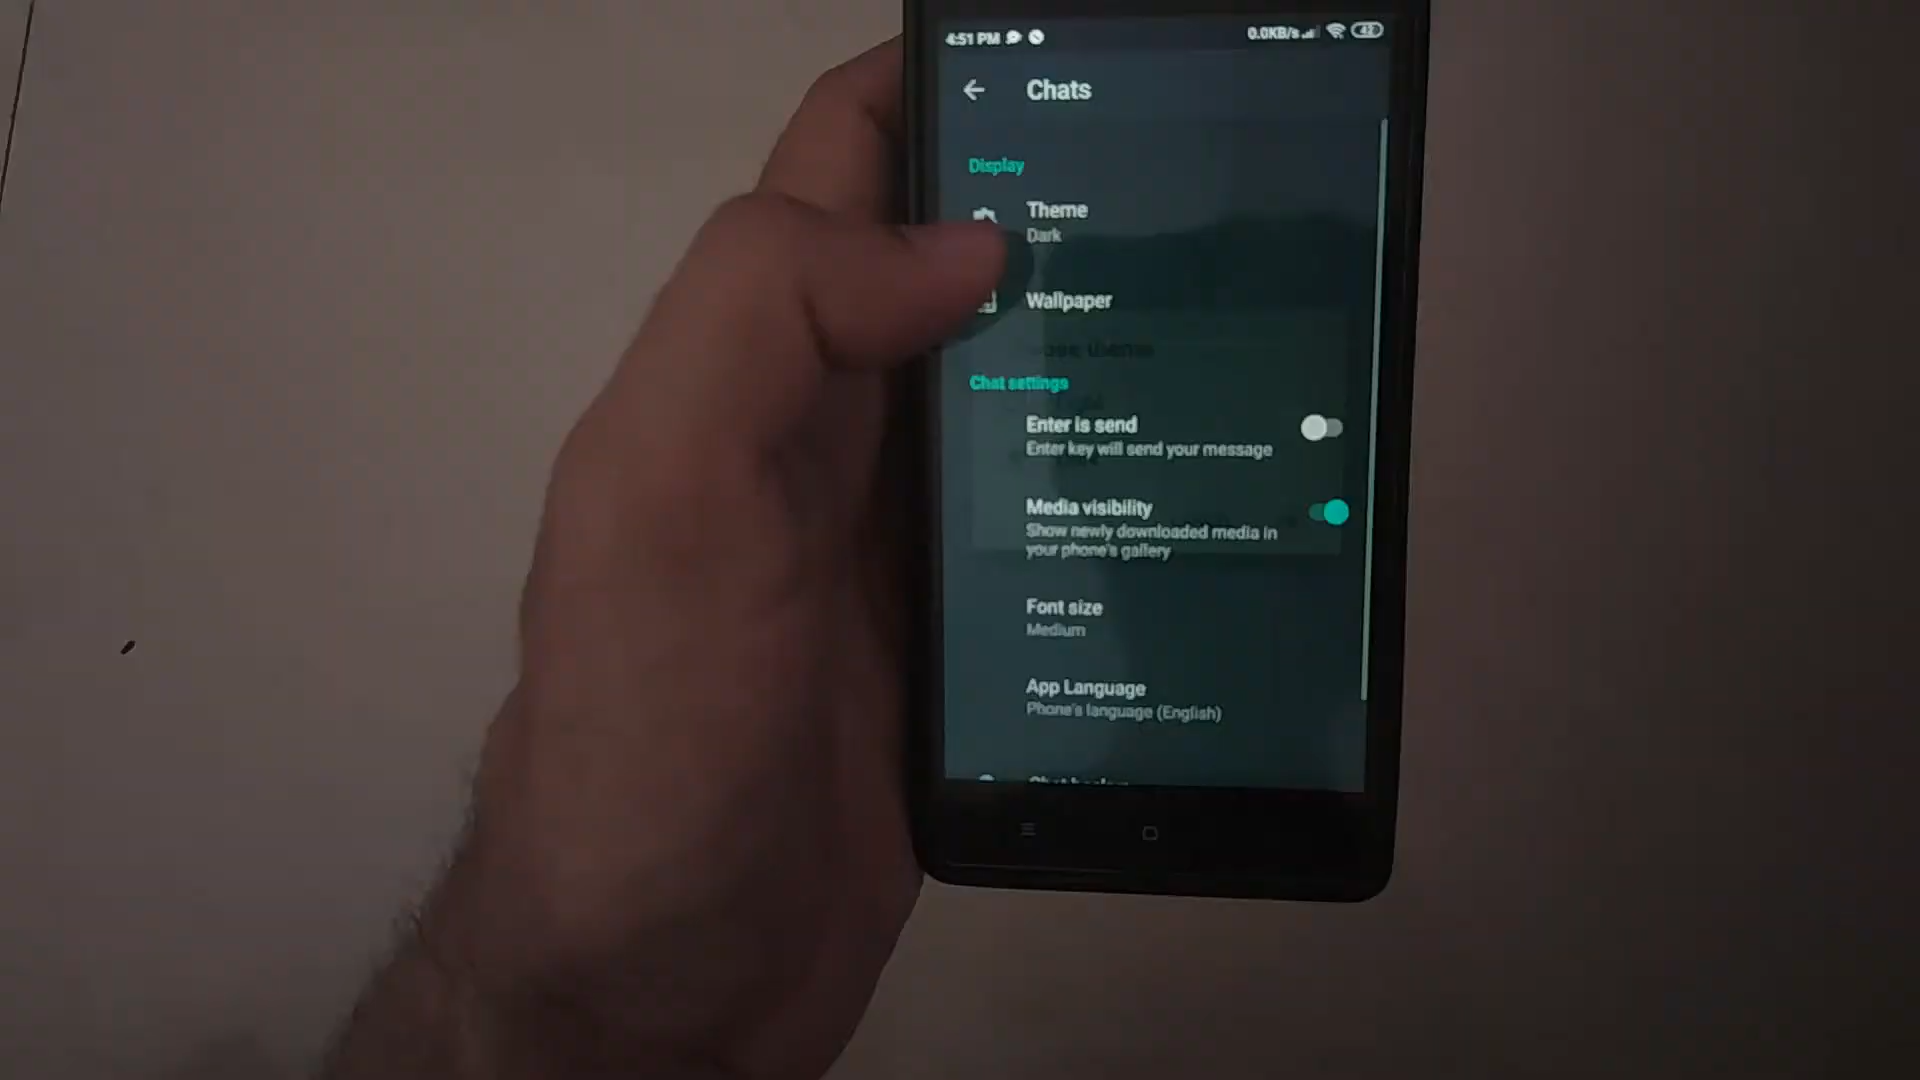 4:51 PM
0.0KB/s
42
Chats
Display
Theme
Dark
Wallpaper
Chat settings
Enter is send
Enter key will send your message
Media visibility
Show newly downloaded media in
your phone's gallery
Font size
Medium
App Language
Phone's language (English)